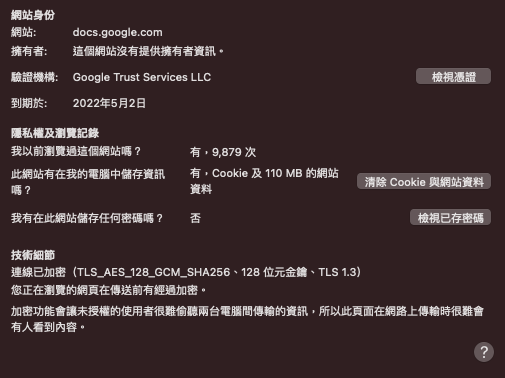 網站身份
網站: docs.google.com
擁有者: 這個網站沒有提供擁有者資訊。
驗證機構: Google Trust Services LLC 檢視憑證
到期於: 2022年5月2日
隱私權及瀏覽記錄
我以前瀏覽過這個網站嗎？ 有，9,879 次
此網站有在我的電腦中儲存資訊 有，Cookie 及 110 MB 的網站 清除 Cookie 與網站資料
嗎？ 資料
我有在此網站儲存任何密碼嗎？ 否 檢視已存密碼
技術細節
連線已加密（TLS_AES_128_GCM_SHA256、128 位元金鑰、TLS 1.3）
您正在瀏覽的網頁在傳送前有經過加密。
加密功能會讓未授權的使用者很難偷聽兩台電腦間傳輸的資訊，所以此頁面在網路上傳輸時很難會
有人看到內容。
?